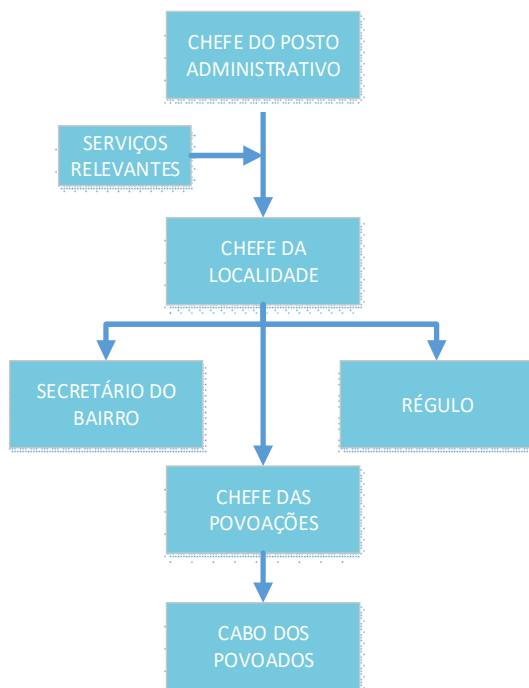 CHEFE DO POSTO
ADMINISTRATIVO
SERVIÇOS
RELEVANTES
CHEFE DA
LOCALIDADE
SECRETÁRIO DO
BAIRRO
RÉGULO
CHEFE DAS
POVOAÇÕES
CABO DOS
POVOADOS